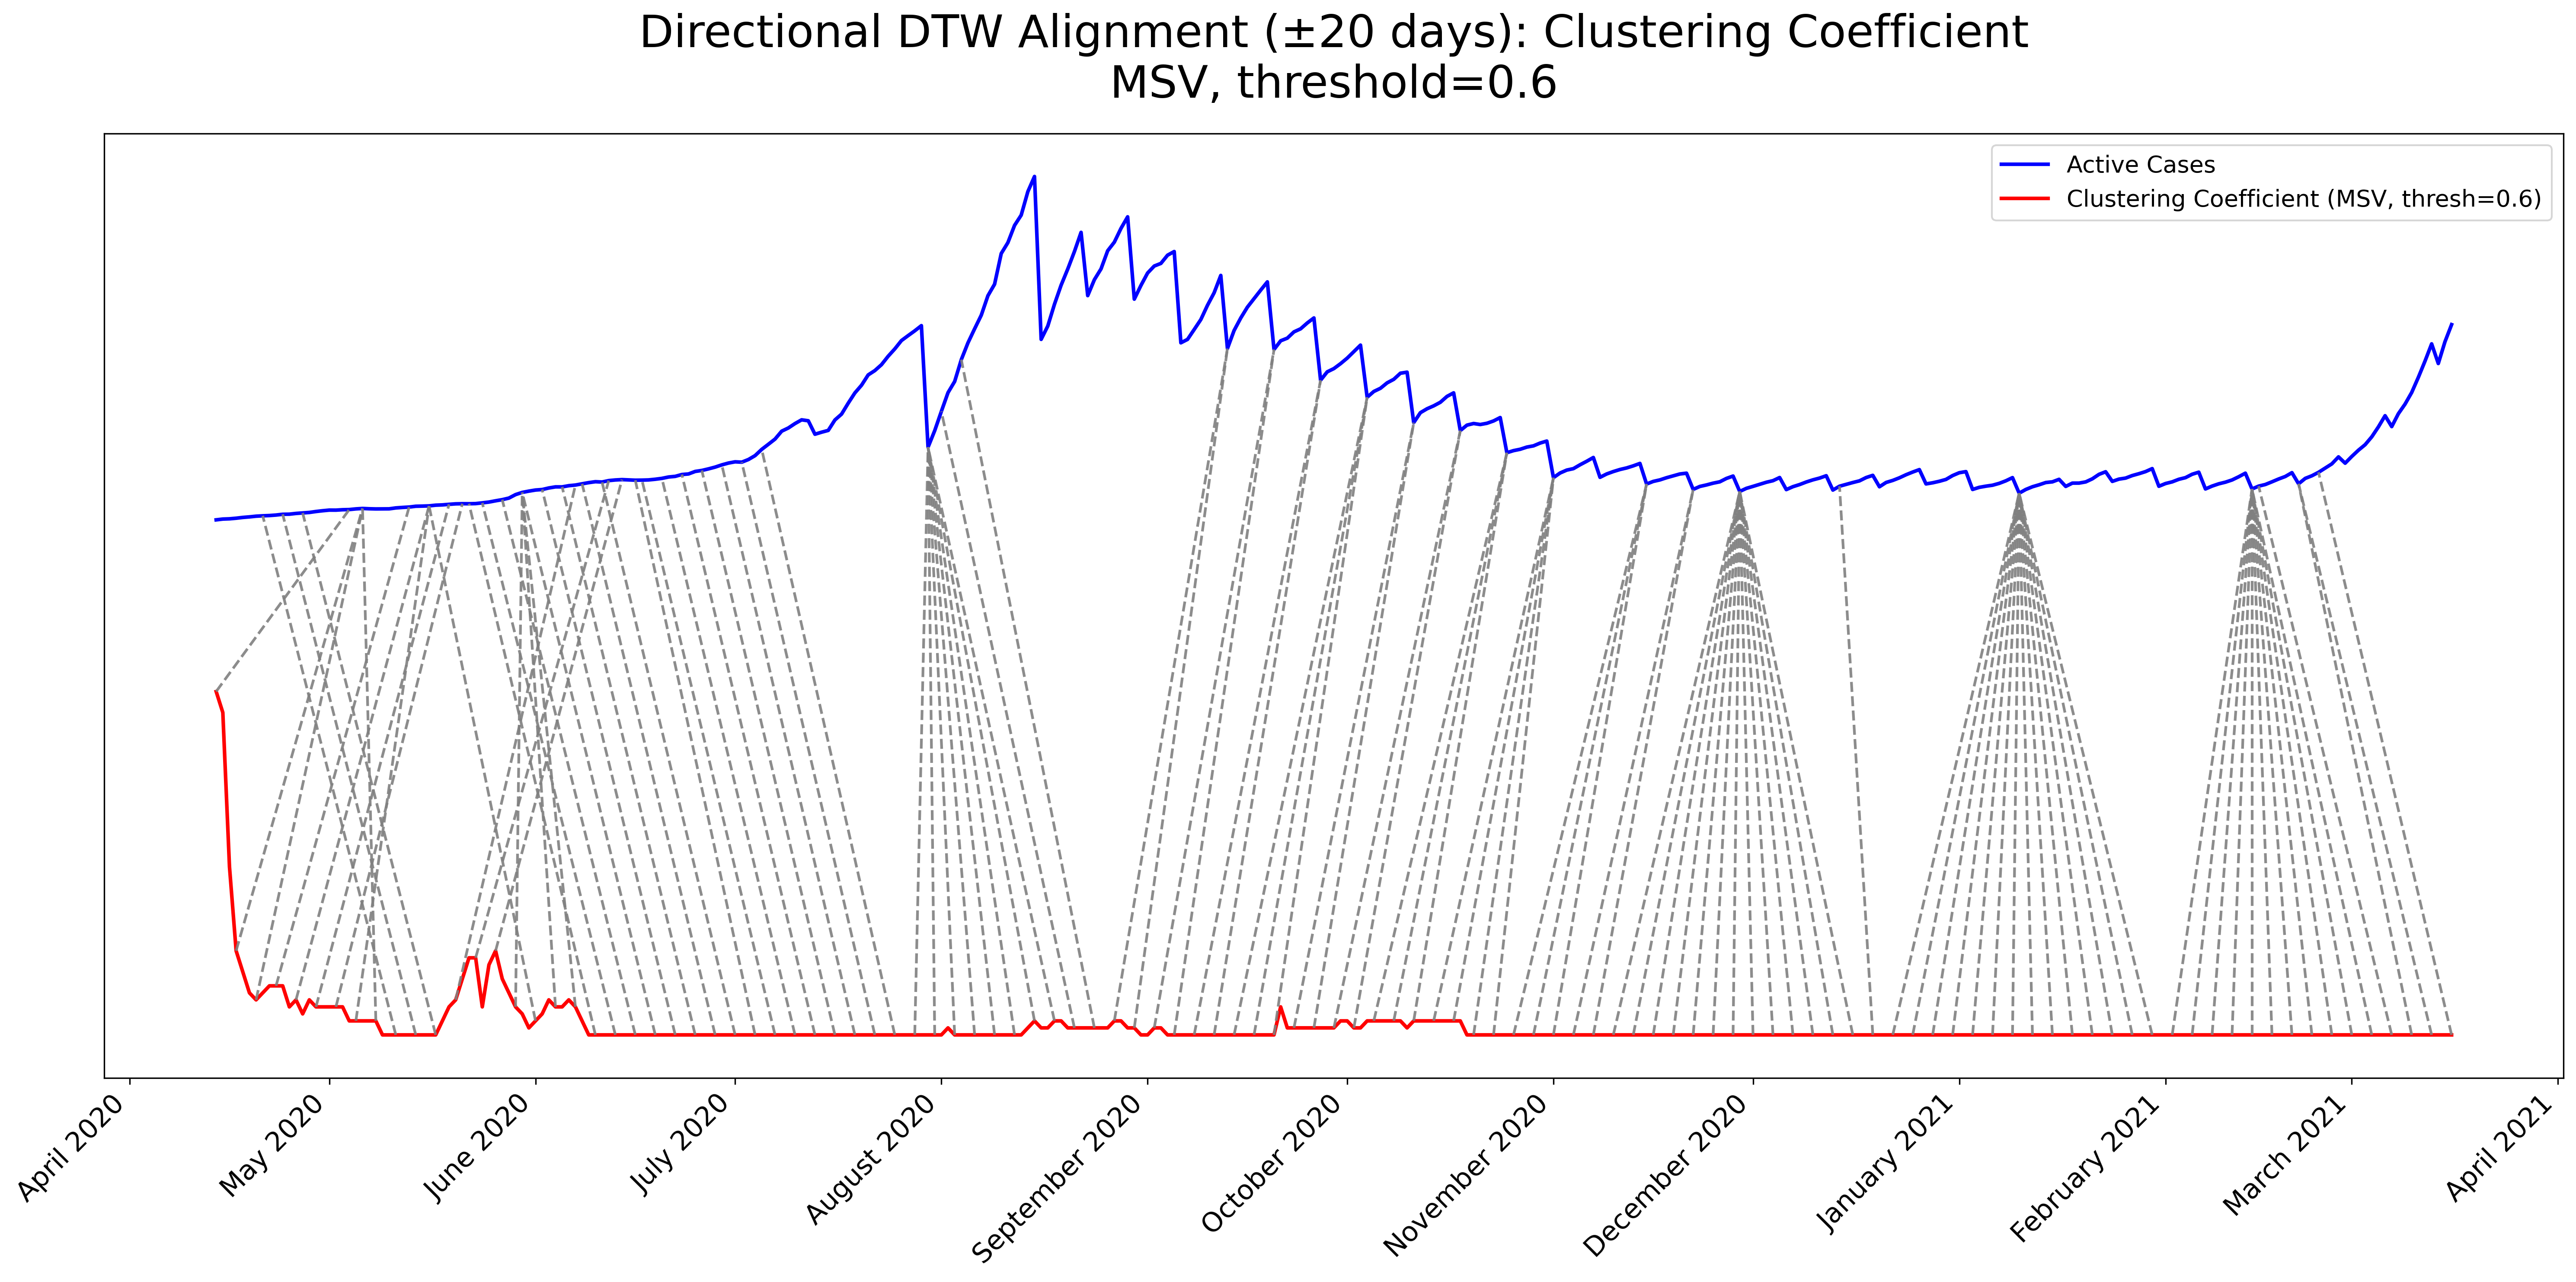 Directional DTW Alignment (±20 days): Clustering Coefficient
MSV, threshold=0.6
Active Cases
Clustering Coefficient (MSV, thresh=0.6)
April 2020
May 2020
June 2020
July 2020
August 2020
September 2020
October 2020
November 2020
December 2020
January 2021
February 2021
March 2021
April 2021